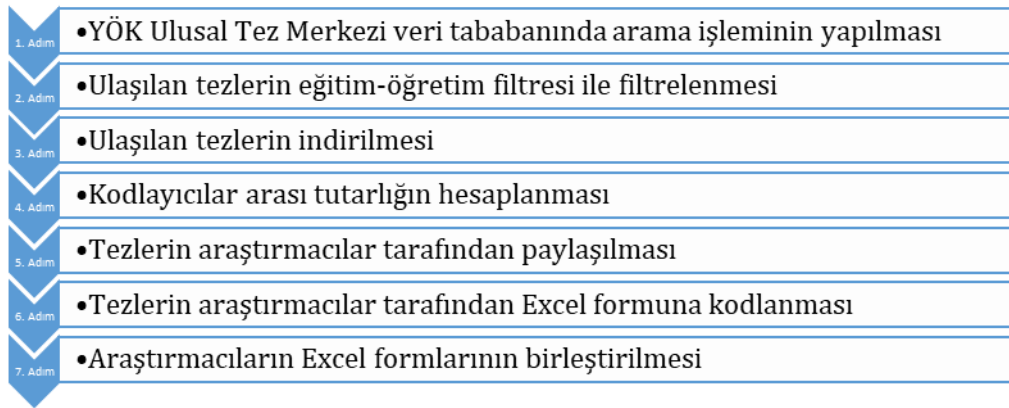 1. Adım •YÖK Ulusal Tez Merkezi veri tababanında arama işleminin yapılması
2. Adım •Ulaşılan tezlerin eğitim-öğretim filtresi ile filtrelenmesi
3. Adım •Ulaşılan tezlerin indirilmesi
4. Adım •Kodlayıcılar arası tutarlığın hesaplanması
5. Adım •Tezlerin araştırmacılar tarafından paylaşılması
6. Adım •Tezlerin araştırmacılar tarafından Excel formuna kodlanması
7. Adım •Araştırmacıların Excel formlarının birleştirilmesi